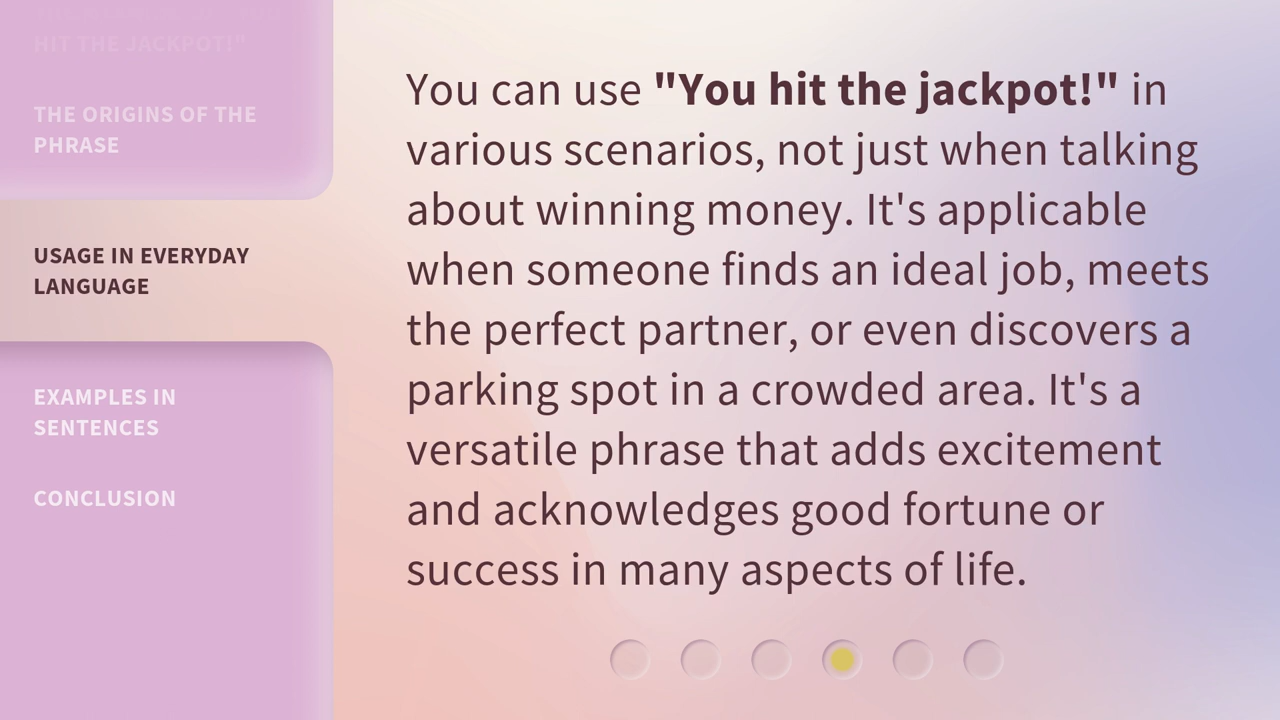 HIT THE JACKPOT!"
THE ORIGINS OF THE
PHRASE
USAGE IN EVERYDAY
LANGUAGE
EXAMPLES IN
SENTENCES
CONCLUSION
You can use "You hit the jackpot!" in
various scenarios, not just when talking
about winning money. It's applicable
when someone finds an ideal job, meets
the perfect partner, or even discovers a
parking spot in a crowded area. It's a
versatile phrase that adds excitement
and acknowledges good fortune or
success in many aspects of life.